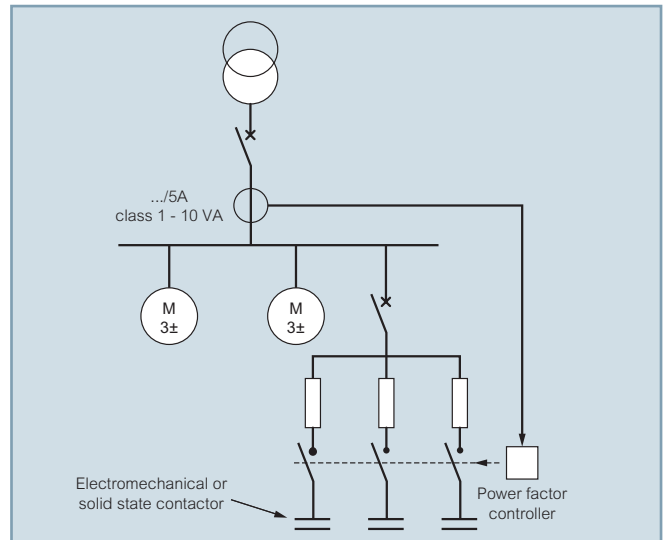 .../5A
class 1 - 10 VA
M
3±
M
3±
Electromechanical or
solid state contactor
Power factor
controller